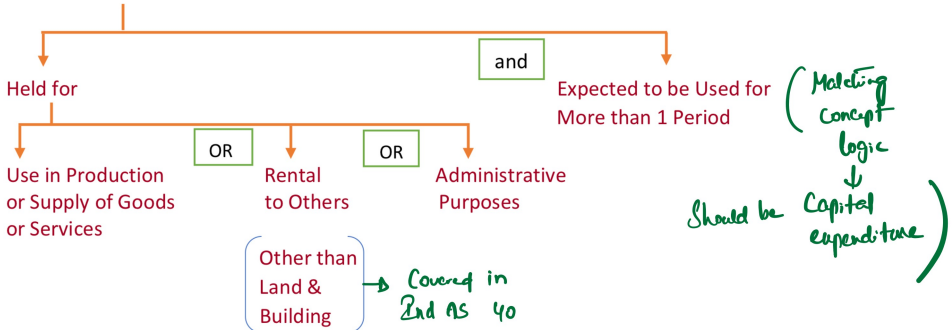 and
Held for
Expected to be Used for
More than 1 Period
Matching
concept
logic
OR
OR
Use in Production
or Supply of Goods
or Services
Rental
to Others
Administrative
Purposes
Should be Capital
expenditure
Other than
Land &
Building
Covered in
Ind AS 40